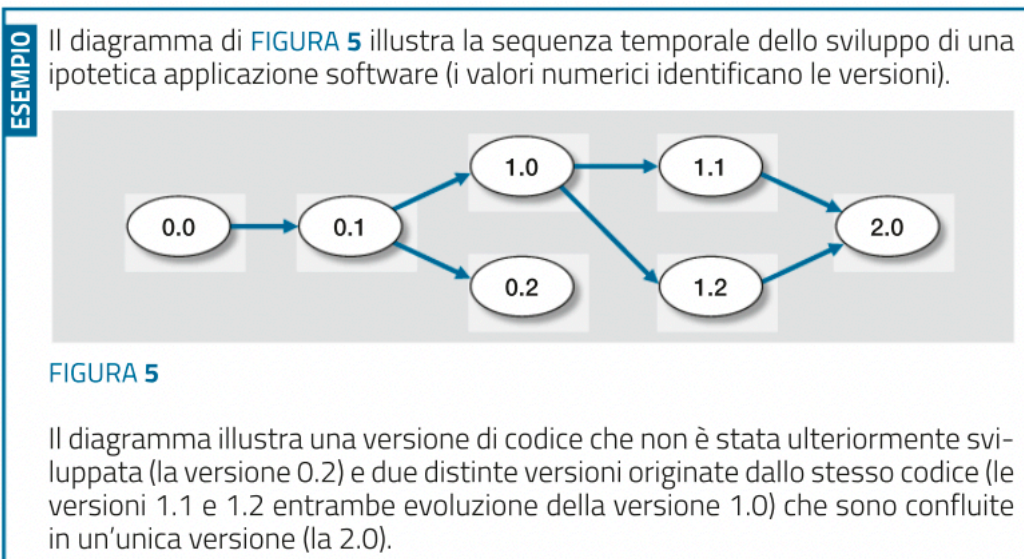 ESEMPIO
Il diagramma di FIGURA 5 illustra la sequenza temporale dello sviluppo di una
ipotetica applicazione software (i valori numerici identificano le versioni).
1.0
1.1
0.0
0.1
2.0
0.2
1.2
FIGURA 5
Il diagramma illustra una versione di codice che non è stata ulteriormente svi-
luppata (la versione 0.2) e due distinte versioni originate dallo stesso codice (le
versioni 1.1 e 1.2 entrambe evoluzione della versione 1.0) che sono confluite
in un’unica versione (la 2.0).